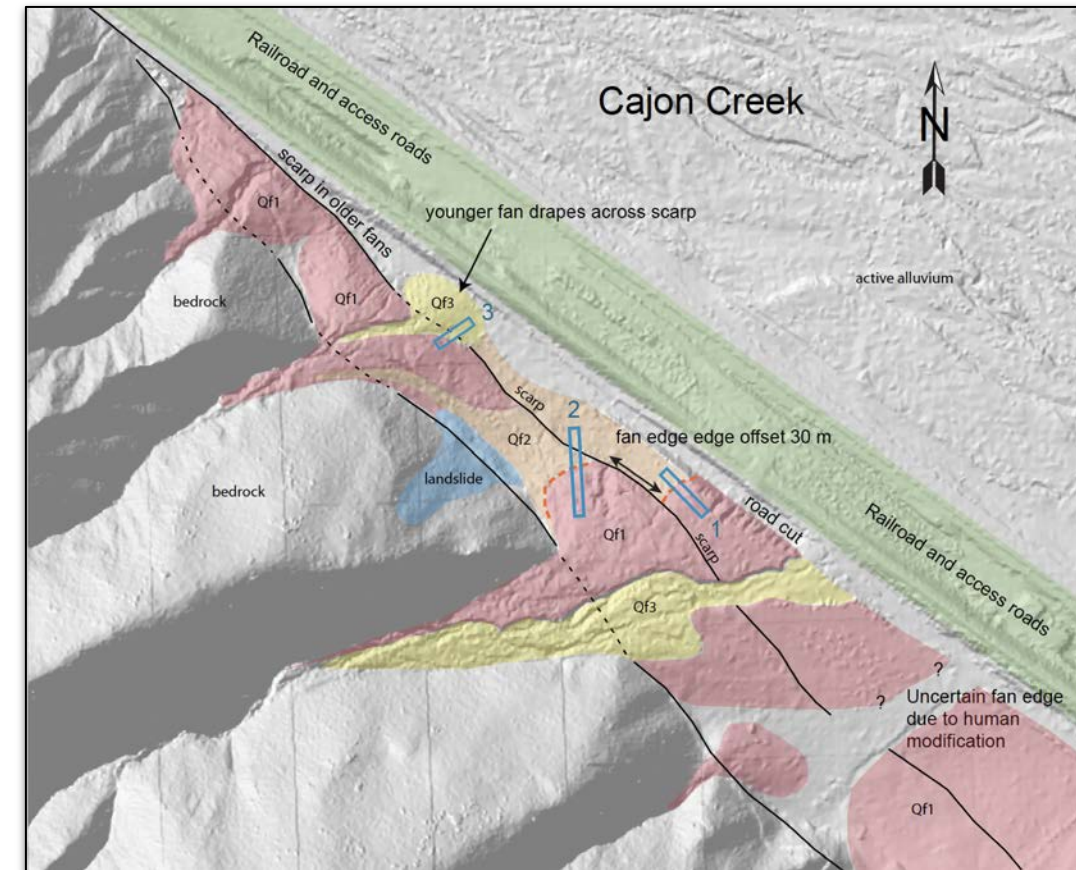 Railroad and access roads
Cajon Creek
N
scarp in older fans
Qf1
younger fan drapes across scarp
active alluvium
bedrock
Qf1
Qf3
3
scarp
2
fan edge edge offset 30 m
Qf2
landslide
bedrock
1
road cut
Qf1
scarp
Railroad and access roads
Qf3
?
?
Uncertain fan edge
due to human
modification
Qf1